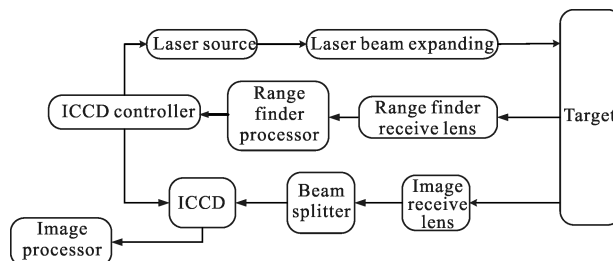 Laser source
Laser beam expanding
ICCD controller
Range
finder
processor
Range finder
receive lens
Target
ICCD
Beam
splitter
Image
receive
lens
Image
processor